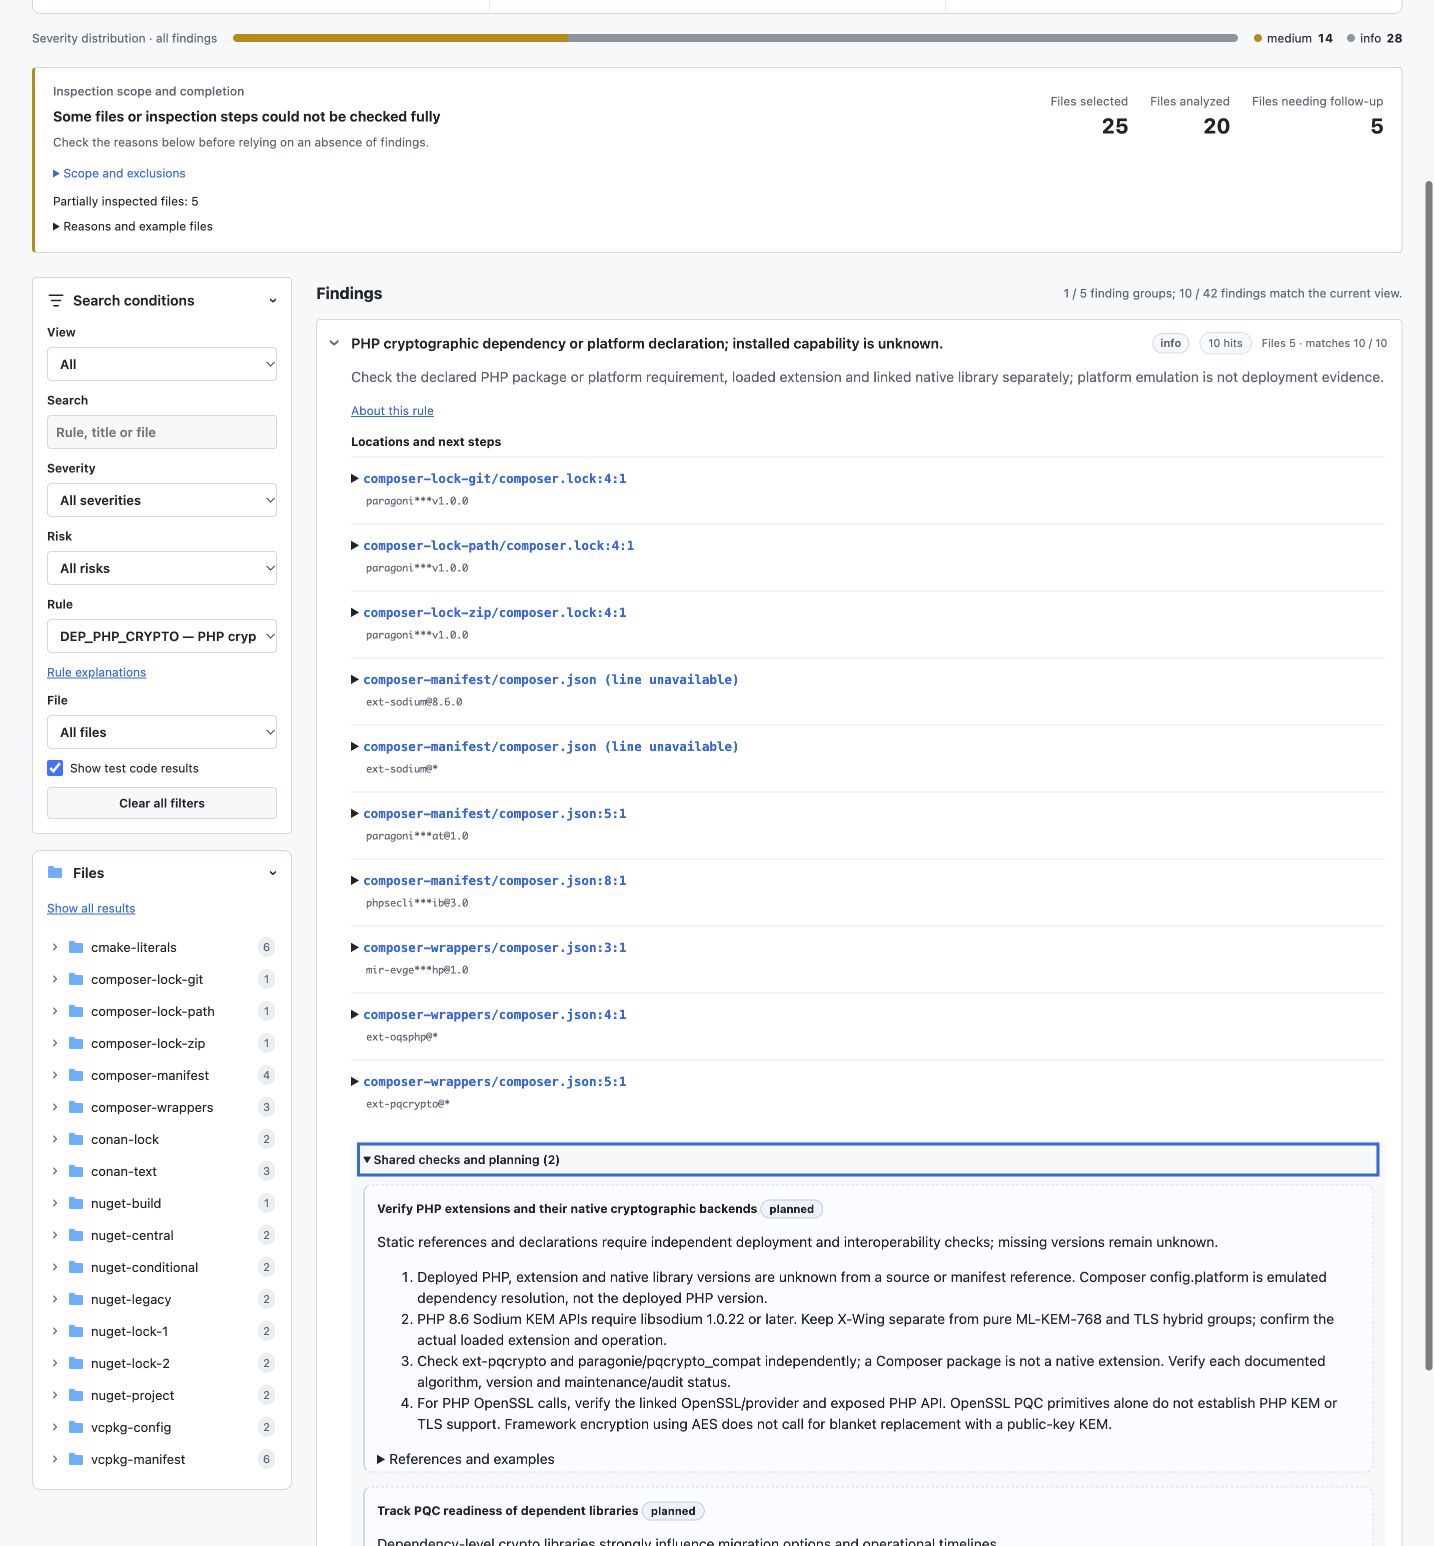 Severity distribution · all findings
medium 14 info 28
Inspection scope and completion
Some files or inspection steps could not be checked fully
Check the reasons below before relying on an absence of findings.
Files selected
25
Files analyzed
20
Files needing follow-up
5
Scope and exclusions
Partially inspected files: 5
Reasons and example files
Search conditions
View
All
Search
Rule, title or file
Severity
All severities
Risk
All risks
Rule
DEP_PHP_CRYPTO — PHP cryp
Rule explanations
File
All files
Show test code results
Clear all filters
Files
Show all results
cmake-literals 6
composer-lock-git 1
composer-lock-path 1
composer-lock-zip 1
composer-manifest 4
composer-wrappers 3
conan-lock 2
conan-text 3
nuget-build 1
nuget-central 2
nuget-conditional 2
nuget-legacy 2
nuget-lock-1 2
nuget-lock-2 2
nuget-project 2
vcpkg-config 2
vcpkg-manifest 6
Findings
1 / 5 finding groups; 10 / 42 findings match the current view.
PHP cryptographic dependency or platform declaration; installed capability is unknown.
info 10 hits Files 5 · matches 10 / 10
Check the declared PHP package or platform requirement, loaded extension and linked native library separately; platform emulation is not deployment evidence.
About this rule
Locations and next steps
composer-lock-git/composer.lock:4:1
paragoni***v1.0.0
composer-lock-path/composer.lock:4:1
paragoni***v1.0.0
composer-lock-zip/composer.lock:4:1
paragoni***v1.0.0
composer-manifest/composer.json (line unavailable)
ext-sodium@8.6.0
composer-manifest/composer.json (line unavailable)
ext-sodium@*
composer-manifest/composer.json:5:1
paragoni***at@1.0
composer-manifest/composer.json:8:1
phpsecli***ib@3.0
composer-wrappers/composer.json:3:1
mir-evge***hp@1.0
composer-wrappers/composer.json:4:1
ext-oqsphp@*
composer-wrappers/composer.json:5:1
ext-pqcrypto@*
Shared checks and planning (2)
Verify PHP extensions and their native cryptographic backends planned
Static references and declarations require independent deployment and interoperability checks; missing versions remain unknown.
1. Deployed PHP, extension and native library versions are unknown from a source or manifest reference. Composer config.platform is emulated
dependency resolution, not the deployed PHP version.
2. PHP 8.6 Sodium KEM APIs require libsodium 1.0.22 or later. Keep X-Wing separate from pure ML-KEM-768 and TLS hybrid groups; confirm the
actual loaded extension and operation.
3. Check ext-pqcrypto and paragonie/pqcrypto_compat independently; a Composer package is not a native extension. Verify each documented
algorithm, version and maintenance/audit status.
4. For PHP OpenSSL calls, verify the linked OpenSSL/provider and exposed PHP API. OpenSSL PQC primitives alone do not establish PHP KEM or
TLS support. Framework encryption using AES does not call for blanket replacement with a public-key KEM.
References and examples
Track PQC readiness of dependent libraries planned
Dependency-level crypto libraries strongly influence migration options and operational timelines.